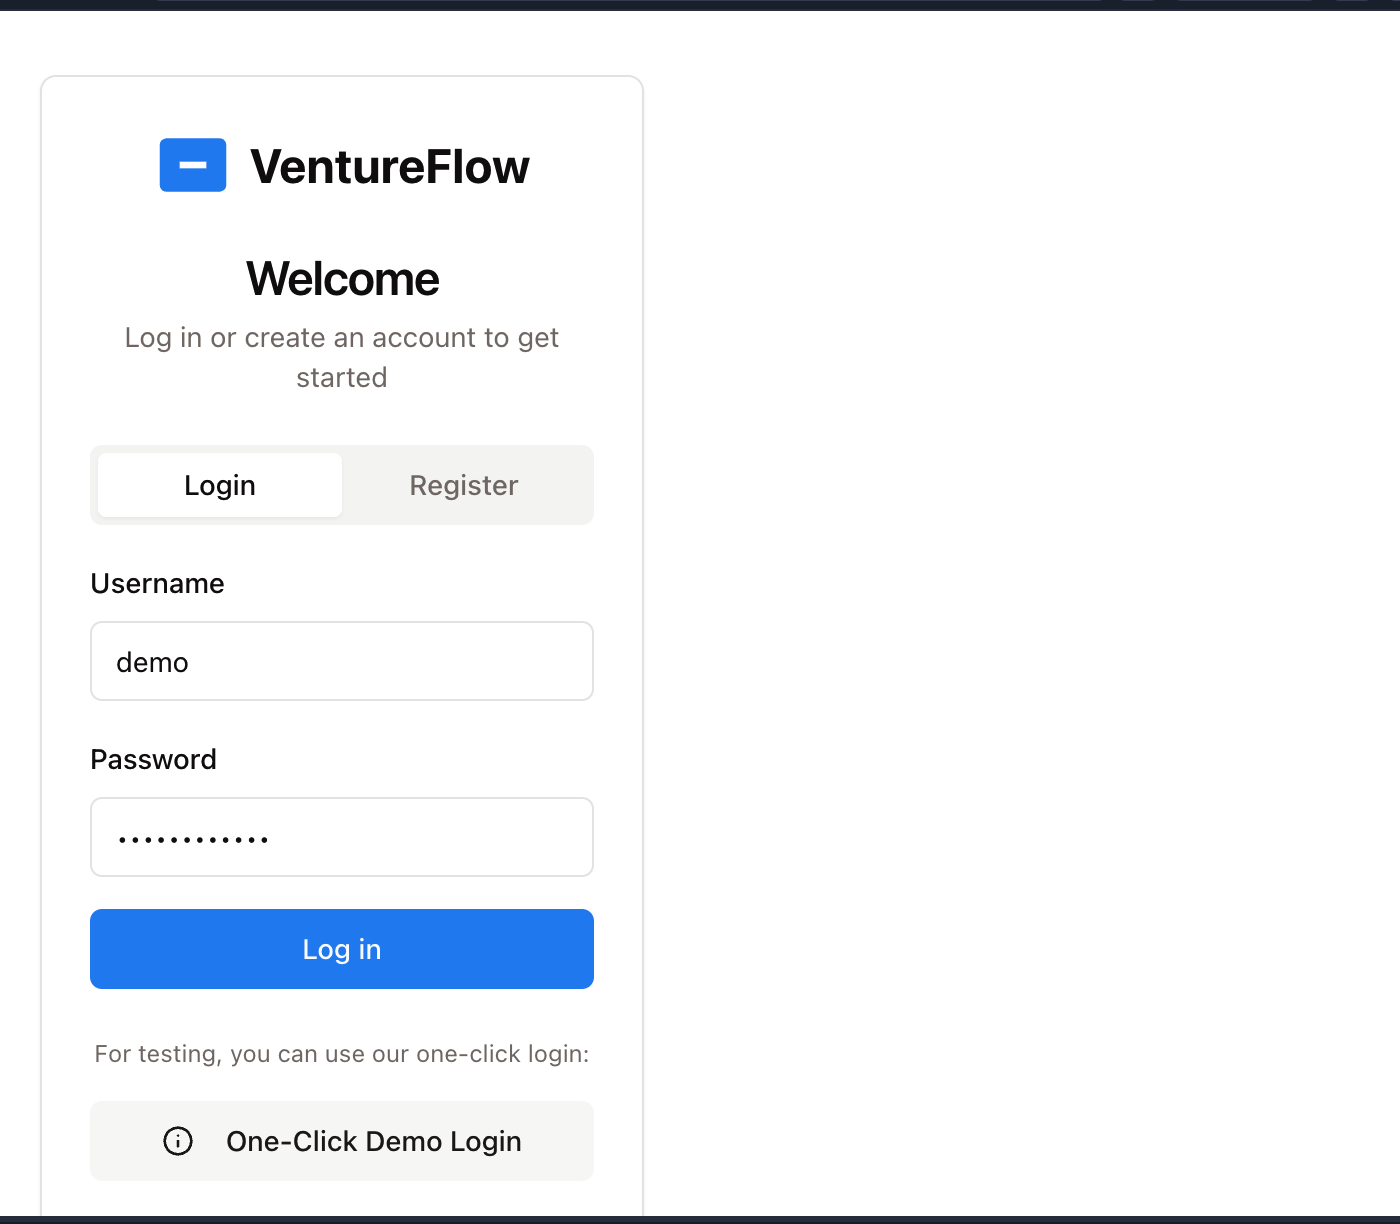 VentureFlow
Welcome
Log in or create an account to get
started
Login
Register
Username
demo
Password
••••••••••••
Log in
For testing, you can use our one-click login:
One-Click Demo Login